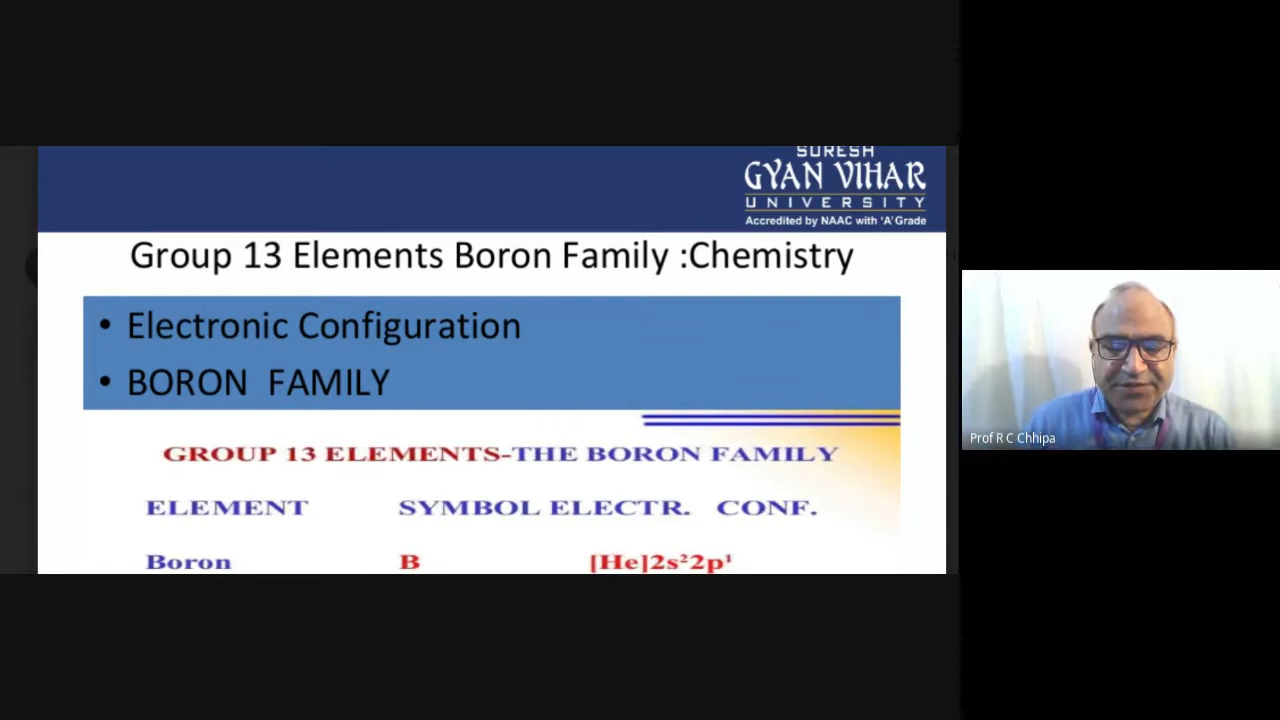 SURESH
GYAN VIHAR
UNIVERSITY
Accredited by NAAC with 'A' Grade
Group 13 Elements Boron Family :Chemistry
• Electronic Configuration
• BORON FAMILY
GROUP 13 ELEMENTS-THE BORON FAMILY
ELEMENT SYMBOL ELECTR. CONF.
Boron B [He]2s²2p¹
Prof R C Chhipa